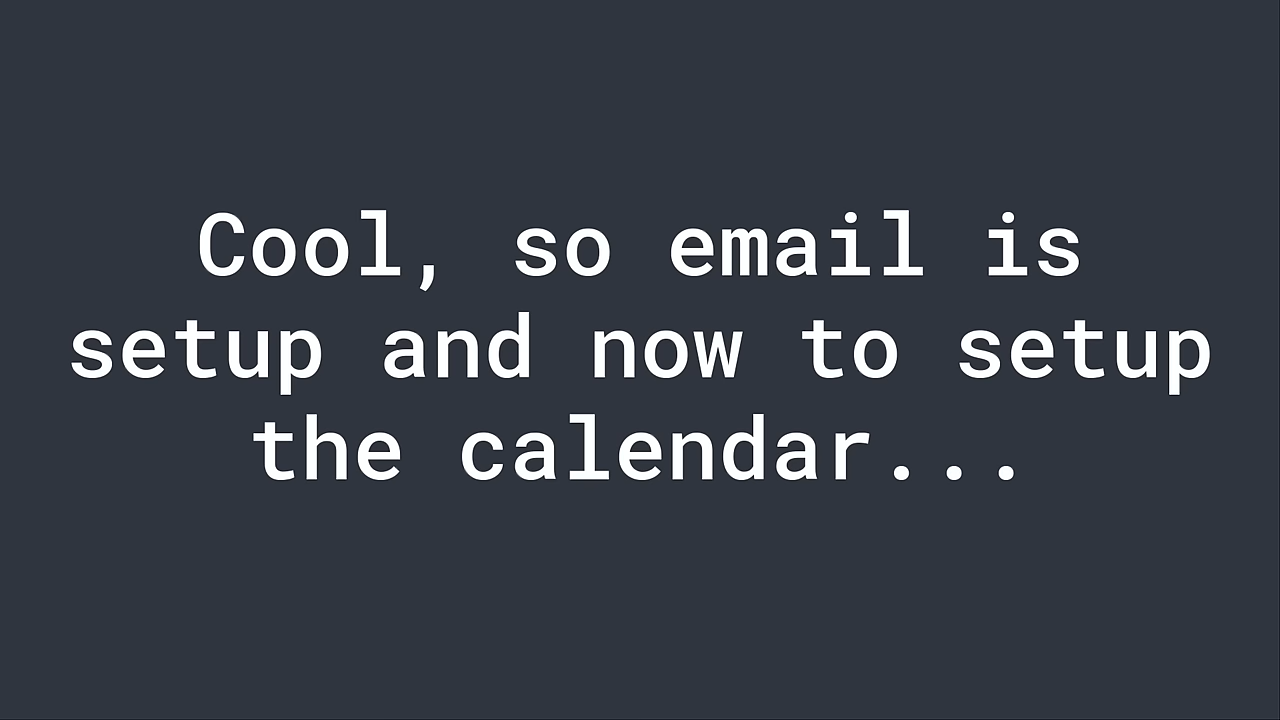 Cool, so email is
setup and now to setup
the calendar...